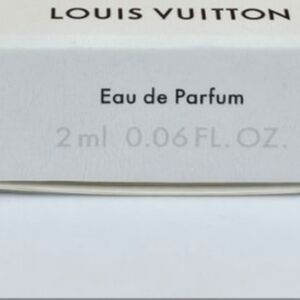 LOUIS VUITTON
Eau de Parfum
2 ml 0.06 FL. OZ.